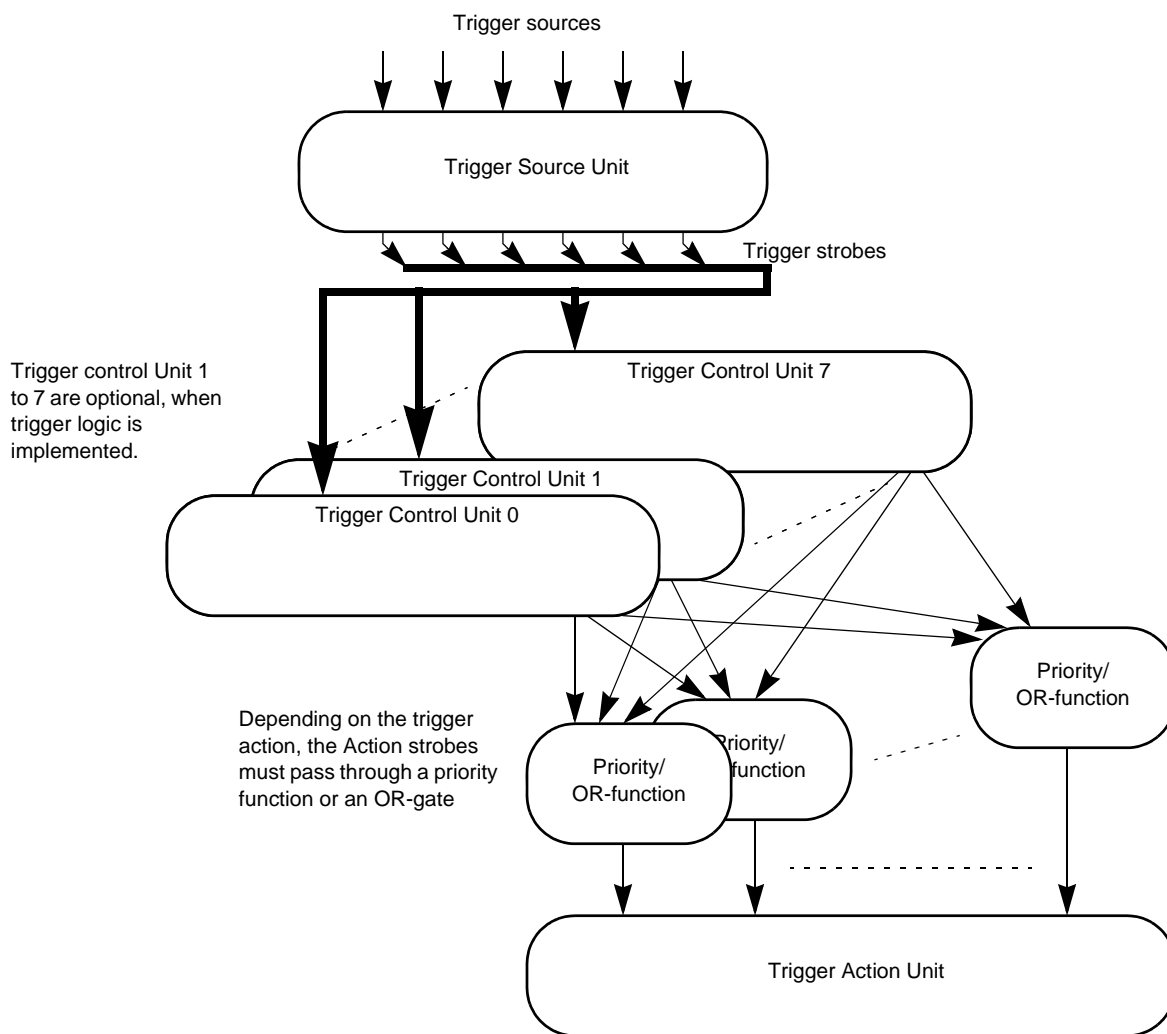 Trigger sources
Trigger Source Unit
Trigger strobes
Trigger control Unit 1
to 7 are optional, when
trigger logic is
implemented.
Trigger Control Unit 7
Trigger Control Unit 1
Trigger Control Unit 0
Priority/
OR-function
Depending on the trigger
action, the Action strobes
must pass through a priority
function or an OR-gate
Priority/
OR-function
riority/
function
Trigger Action Unit